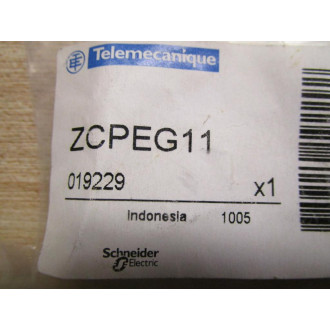 Telemecanique
ZCPEG11
019229 x1
Indonesia 1005
Schneider
Electric